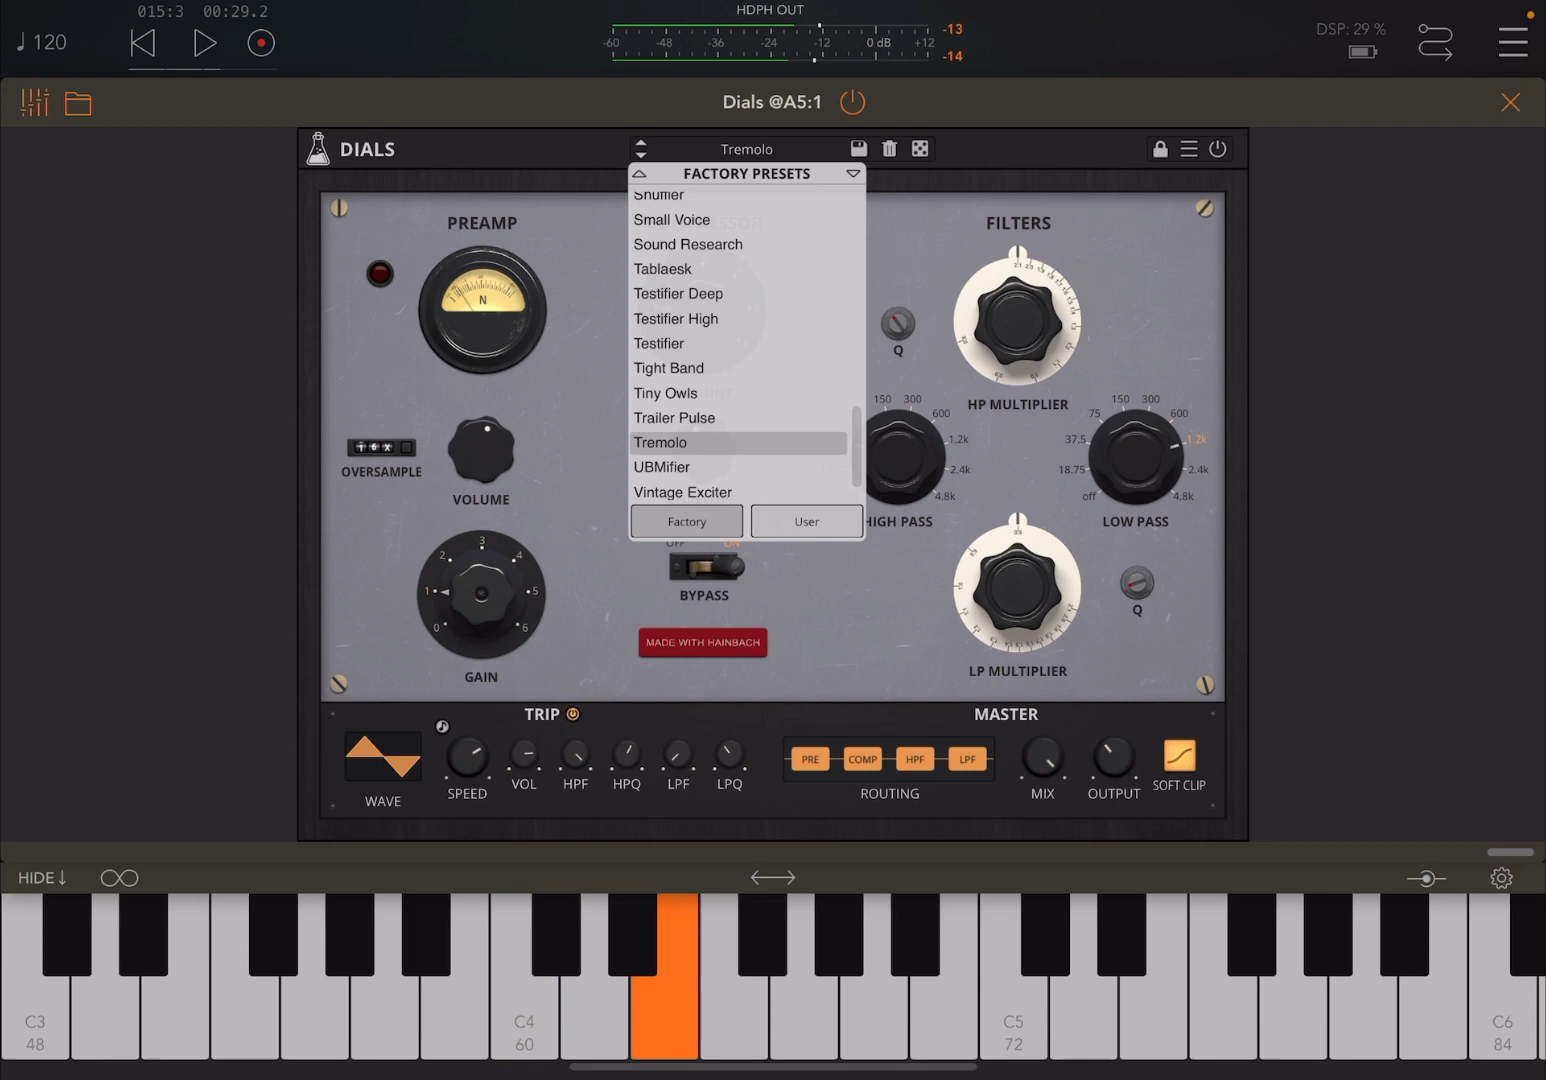 015:3 00:29.2
HDPH OUT
♩120
-60 -48 -36 -24 -12 0 dB +12
-13
-14
DSP: 29 %
Dials @A5:1
DIALS
Tremolo
FACTORY PRESETS
Shuffler
Small Voice
Sound Research
Tablaesk
Testifier Deep
Testifier High
Testifier
Tight Band
Tiny Owls
Trailer Pulse
Tremolo
UBMifier
Vintage Exciter
Factory User
PREAMP
N
OVERSAMPLE
VOLUME
0 1 2 3 4 5 6
GAIN
OFF ON
BYPASS
MADE WITH HAINBACH
FILTERS
Q
HP MULTIPLIER
150 300 600 1.2k 2.4k 4.8k
HIGH PASS
off 18.75 37.5 75 150 300 600 1.2k 2.4k 4.8k
LOW PASS
Q
LP MULTIPLIER
TRIP
WAVE SPEED VOL HPF HPQ LPF LPQ
MASTER
PRE COMP HPF LPF
ROUTING MIX OUTPUT SOFT CLIP
HIDE↓
C3 C4 C5 C6
48 60 72 84